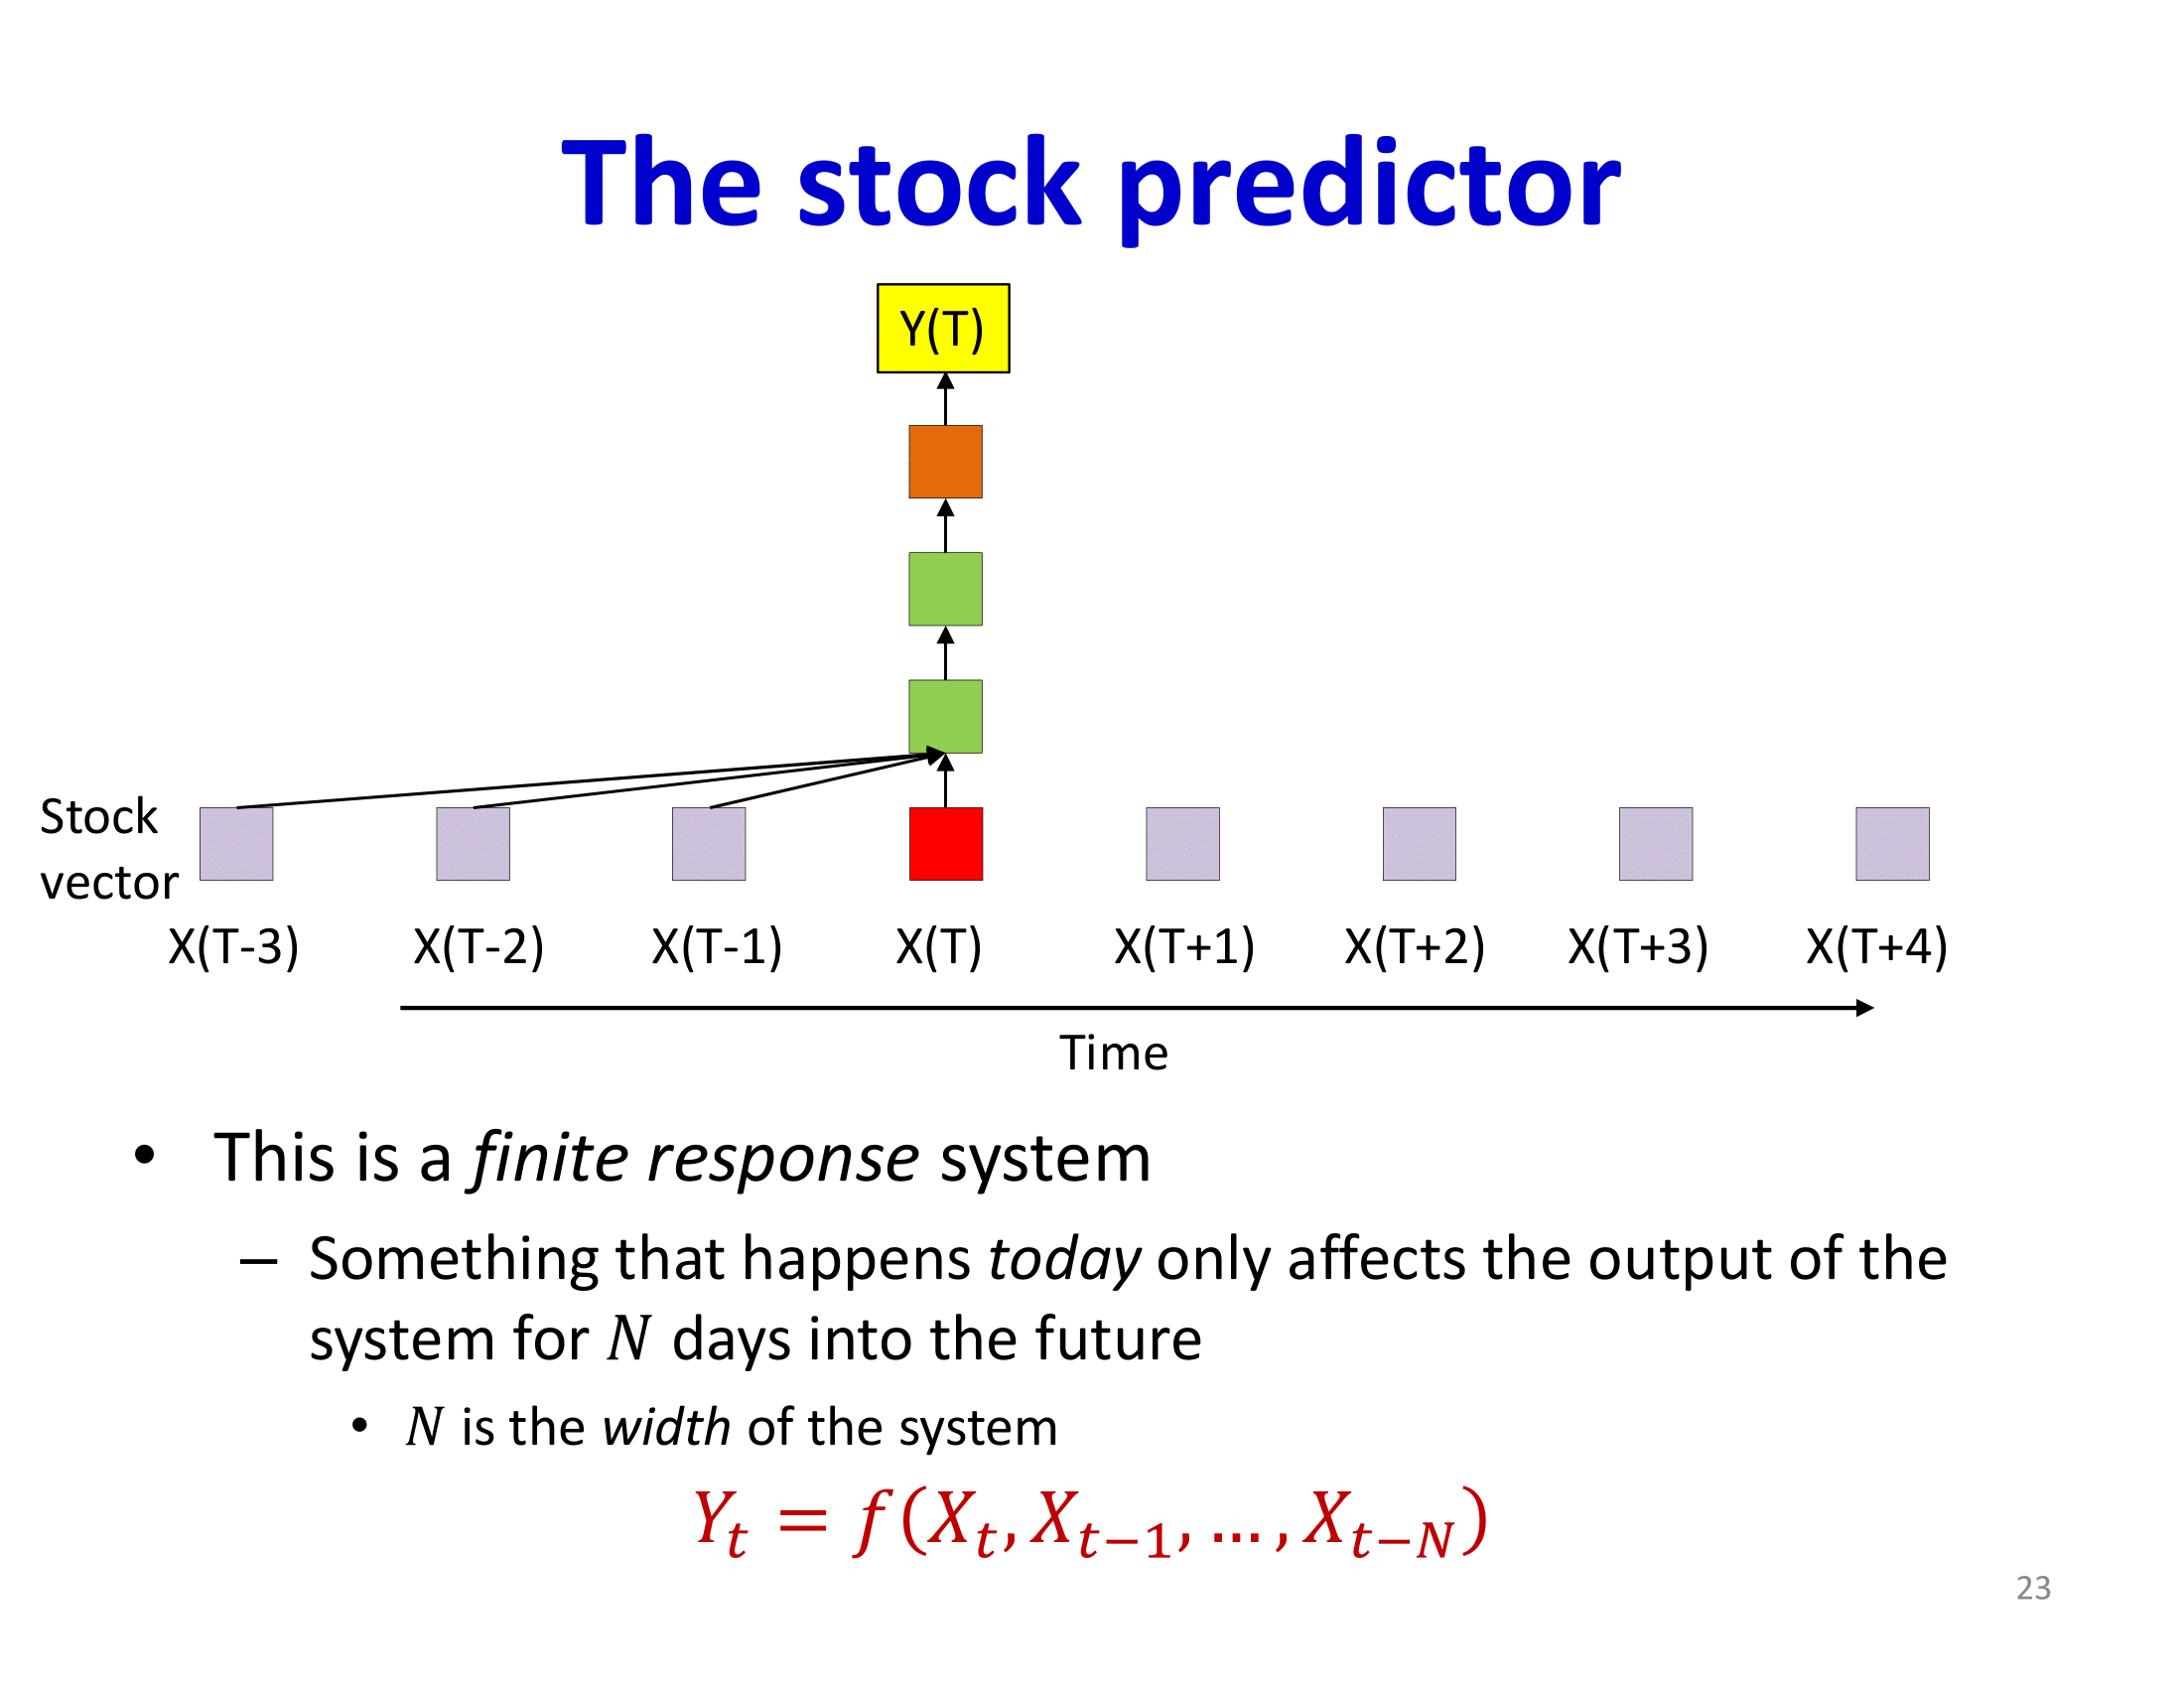 The stock predictor
Y(T)
Stock
vector
X(T-3) X(T-2) X(T-1) X(T) X(T+1) X(T+2) X(T+3) X(T+4)
Time
• This is a finite response system
– Something that happens today only affects the output of the
system for N days into the future
• N is the width of the system
Y_t = f(X_t, X_{t−1}, … , X_{t−N})
23